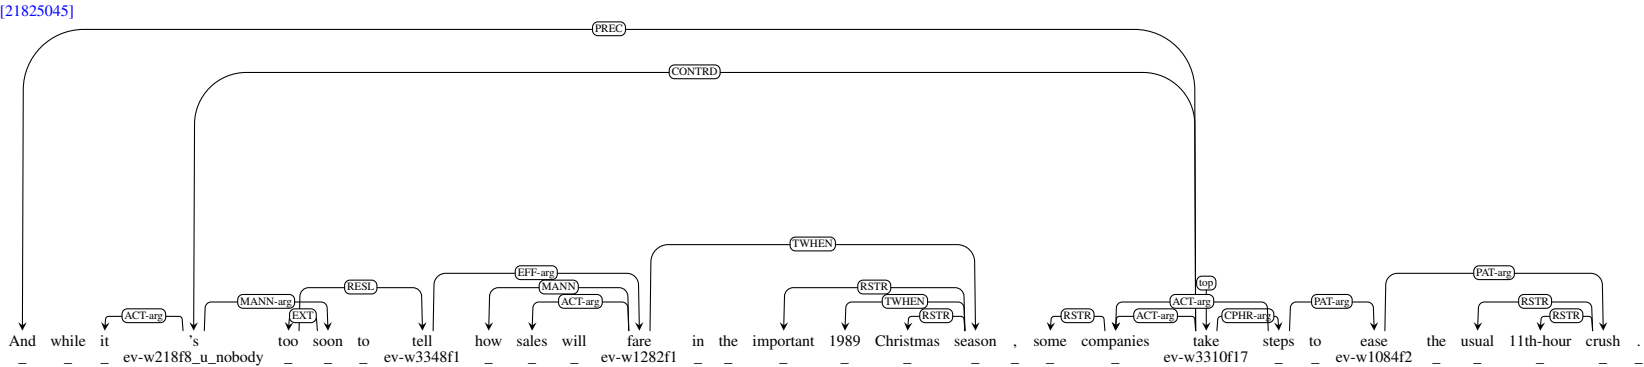 [21825045]
PREC
CONTRD
TWHEN
EFF-arg PAT-arg
top
RESL MANN RSTR
MANN-arg ACT-arg TWHEN ACT-arg PAT-arg RSTR
ACT-arg EXT RSTR RSTR ACT-arg CPHR-arg RSTR
And while it 's too soon to tell how sales will fare in the important 1989 Christmas season , some companies take steps to ease the usual 11th-hour crush .
_ _ _ ev-w218f8_u_nobody _ _ _ ev-w3348f1 _ _ _ ev-w1282f1 _ _ _ _ _ _ _ _ _ ev-w3310f17 _ _ ev-w1084f2 _ _ _ _ _